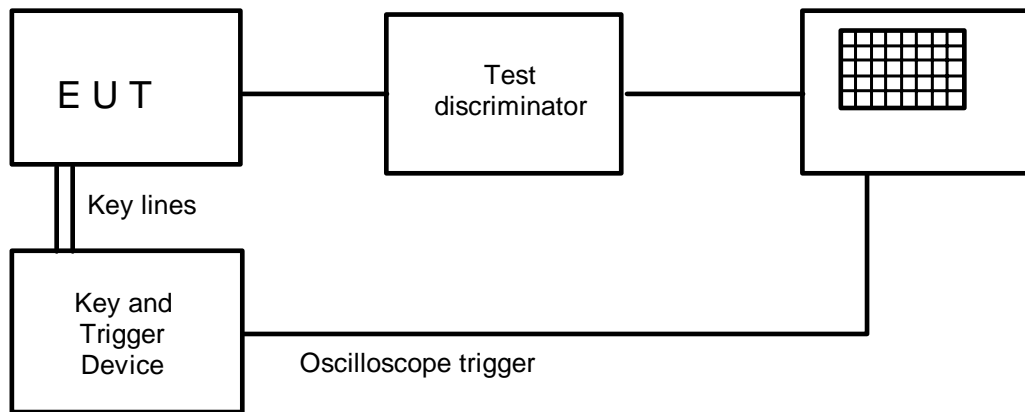 E U T
Test
discriminator
Key lines
Key and
Trigger
Device
Oscilloscope trigger